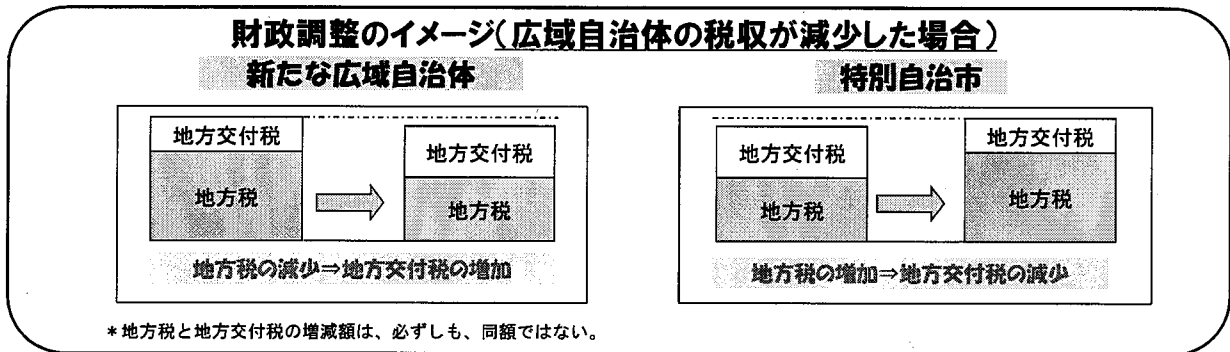 財政調整のイメージ(広域自治体の税収が減少した場合)
新たな広域自治体
地方交付税
地方税
地方交付税
地方税
地方税の減少⇒地方交付税の増加
特別自治市
地方交付税
地方税
地方交付税
地方税
地方税の増加⇒地方交付税の減少
*地方税と地方交付税の増減額は、必ずしも、同額ではない。